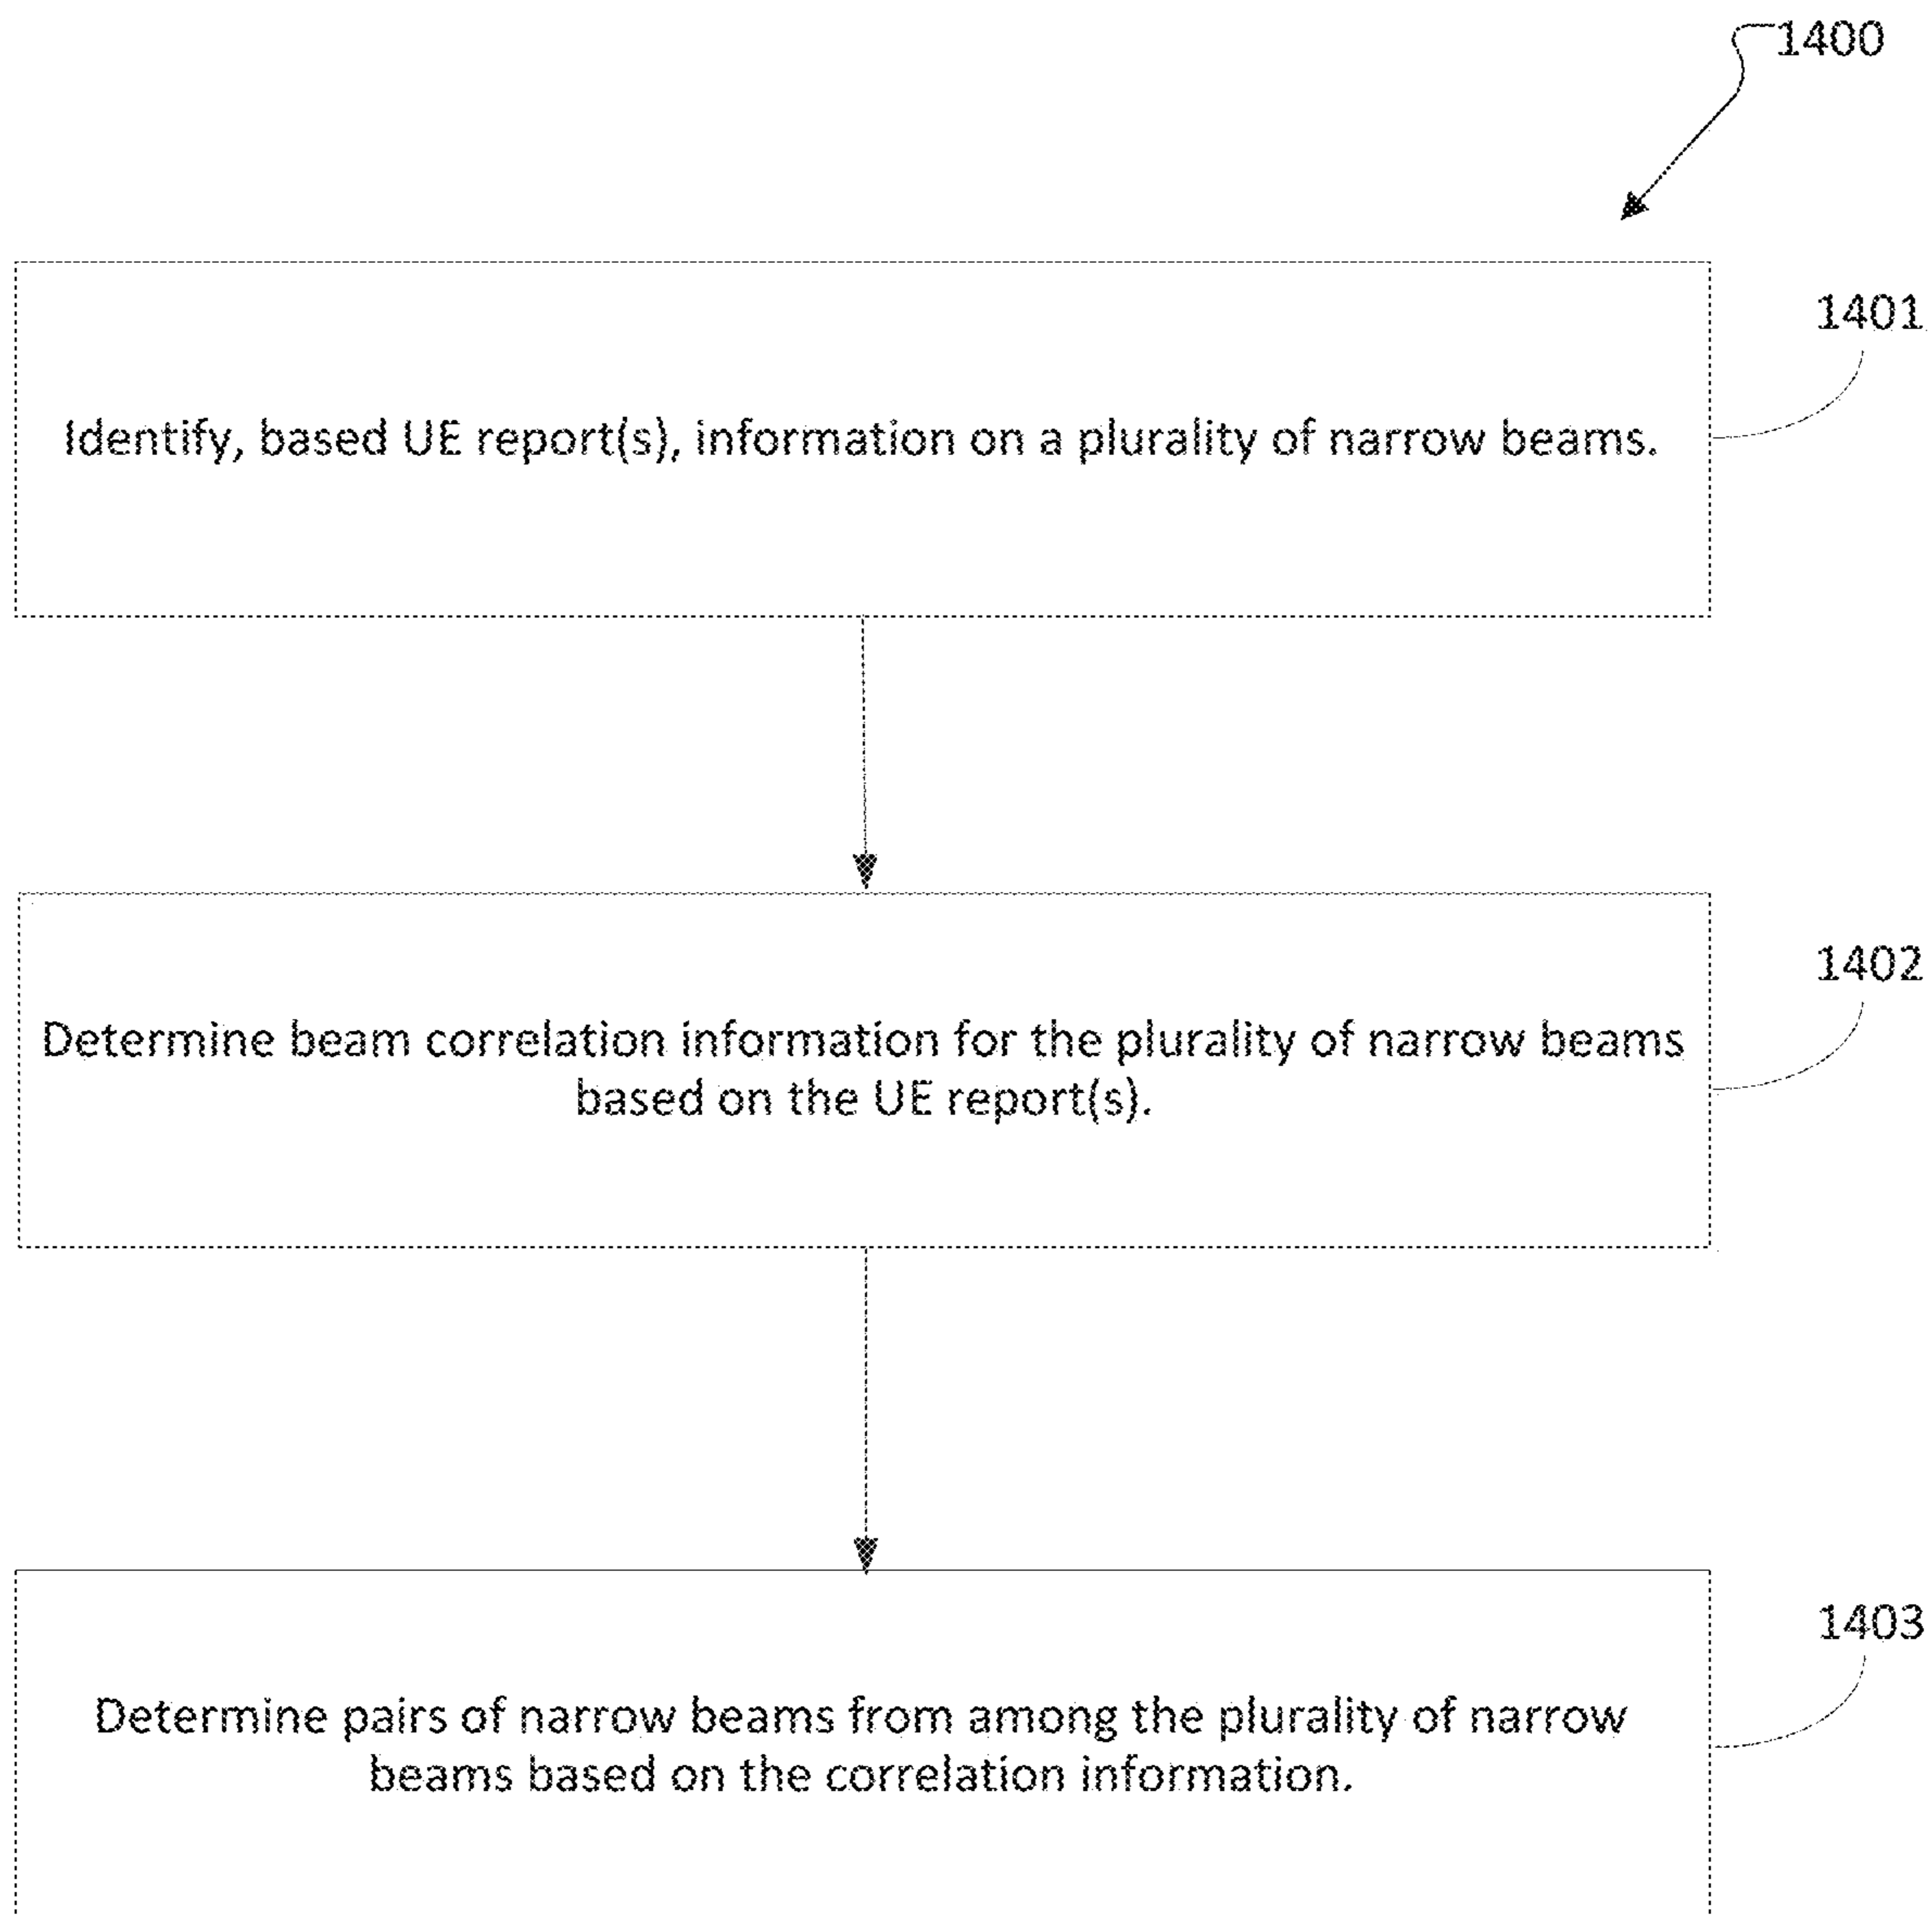 1400
1401
Identify, based UE report(s), information on a plurality of narrow beams.
1402
Determine beam correlation information for the plurality of narrow beams
based on the UE report(s).
1403
Determine pairs of narrow beams from among the plurality of narrow
beams based on the correlation information.